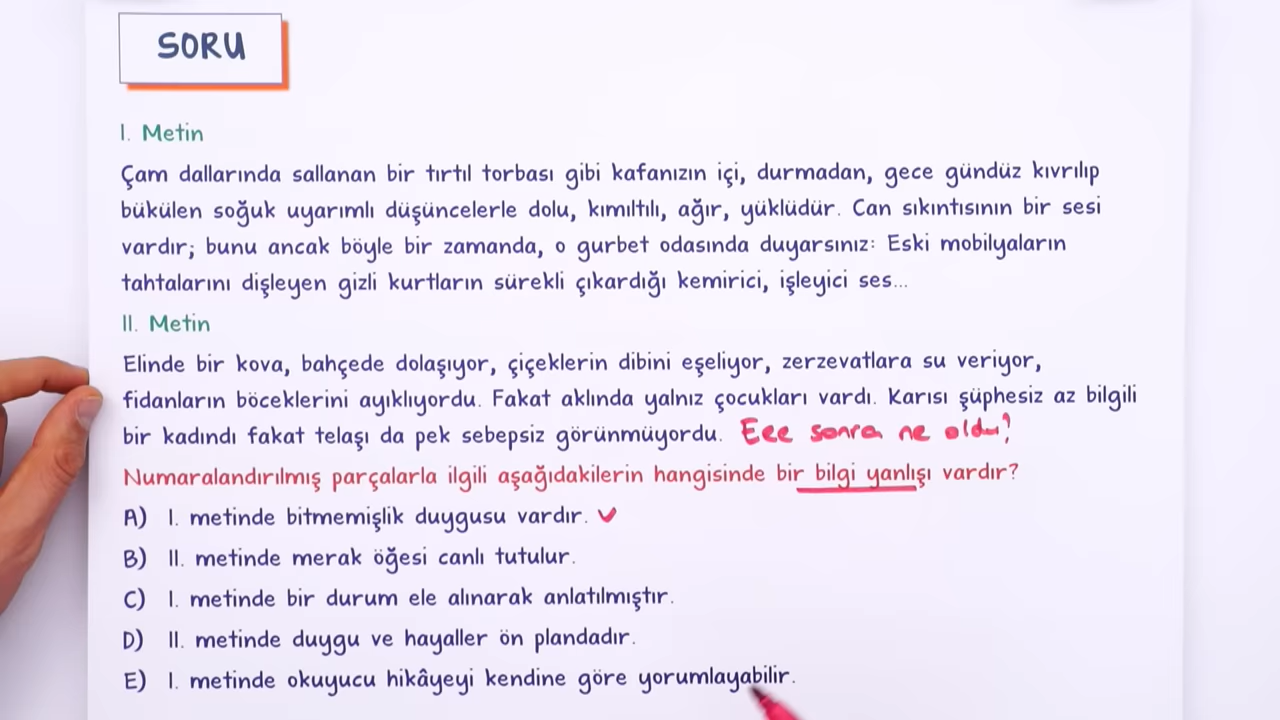 SORU
I. Metin
Çam dallarında sallanan bir tırtıl torbası gibi kafanızın içi, durmadan, gece gündüz kıvrılıp
bükülen soğuk uyarımlı düşüncelerle dolu, kımıltılı, ağır, yüklüdür. Can sıkıntısının bir sesi
vardır; bunu ancak böyle bir zamanda, o gurbet odasında duyarsınız: Eski mobilyaların
tahtalarını dişleyen gizli kurtların sürekli çıkardığı kemirici, işleyici ses...
II. Metin
Elinde bir kova, bahçede dolaşıyor, çiçeklerin dibini eşeliyor, zerzevatlara su veriyor,
fidanların böceklerini ayıklıyordu. Fakat aklında yalnız çocukları vardı. Karısı şüphesiz az bilgili
bir kadındı fakat telaşı da pek sebepsiz görünmüyordu. Eee sonra ne oldu?
Numaralandırılmış parçalarla ilgili aşağıdakilerin hangisinde bir bilgi yanlışı vardır?
A) I. metinde bitmemişlik duygusu vardır.
B) II. metinde merak öğesi canlı tutulur.
C) I. metinde bir durum ele alınarak anlatılmıştır.
D) II. metinde duygu ve hayaller ön plandadır.
E) I. metinde okuyucu hikâyeyi kendine göre yorumlayabilir.